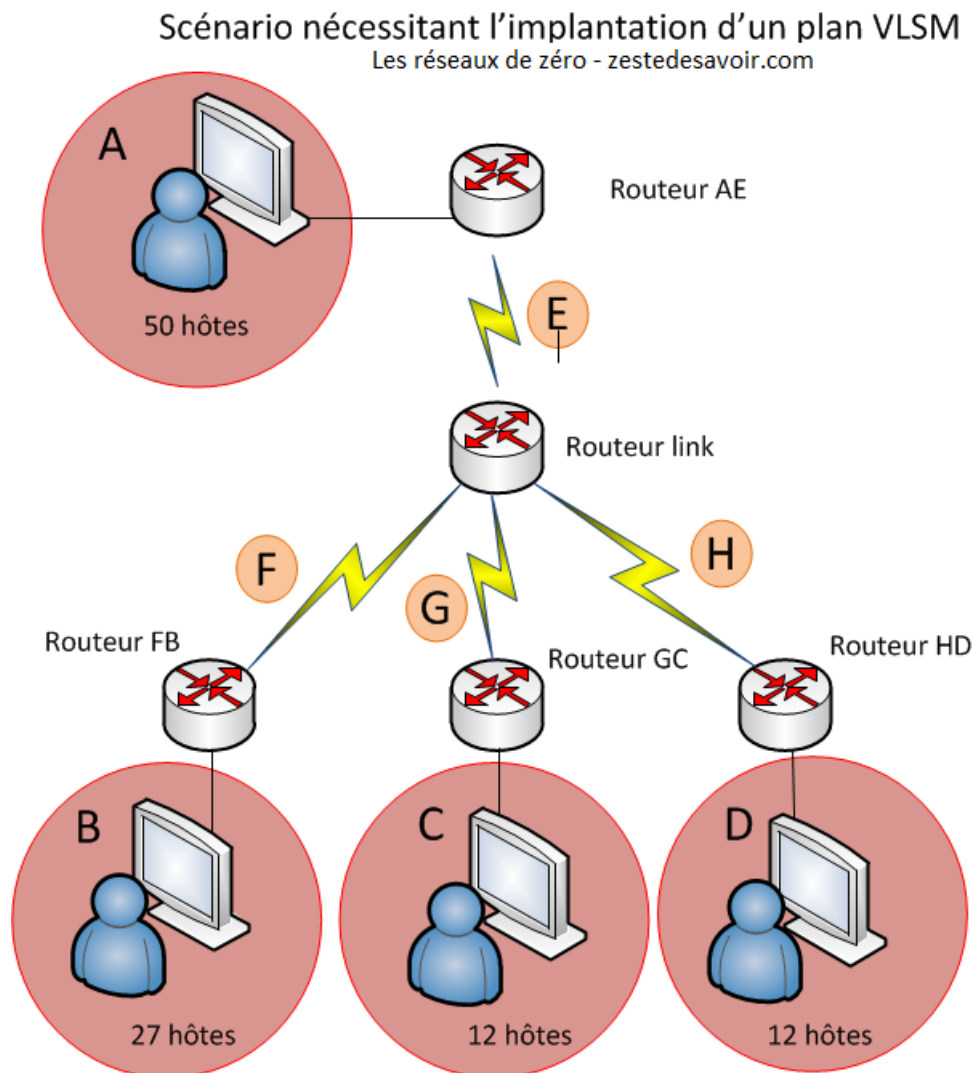 Scénario nécessitant l'implantation d'un plan VLSM
Les réseaux de zéro - zestedesavoir.com
A
Routeur AE
50 hôtes
E
Routeur link
F
H
G
Routeur FB
Routeur GC
Routeur HD
B
C
D
27 hôtes
12 hôtes
12 hôtes